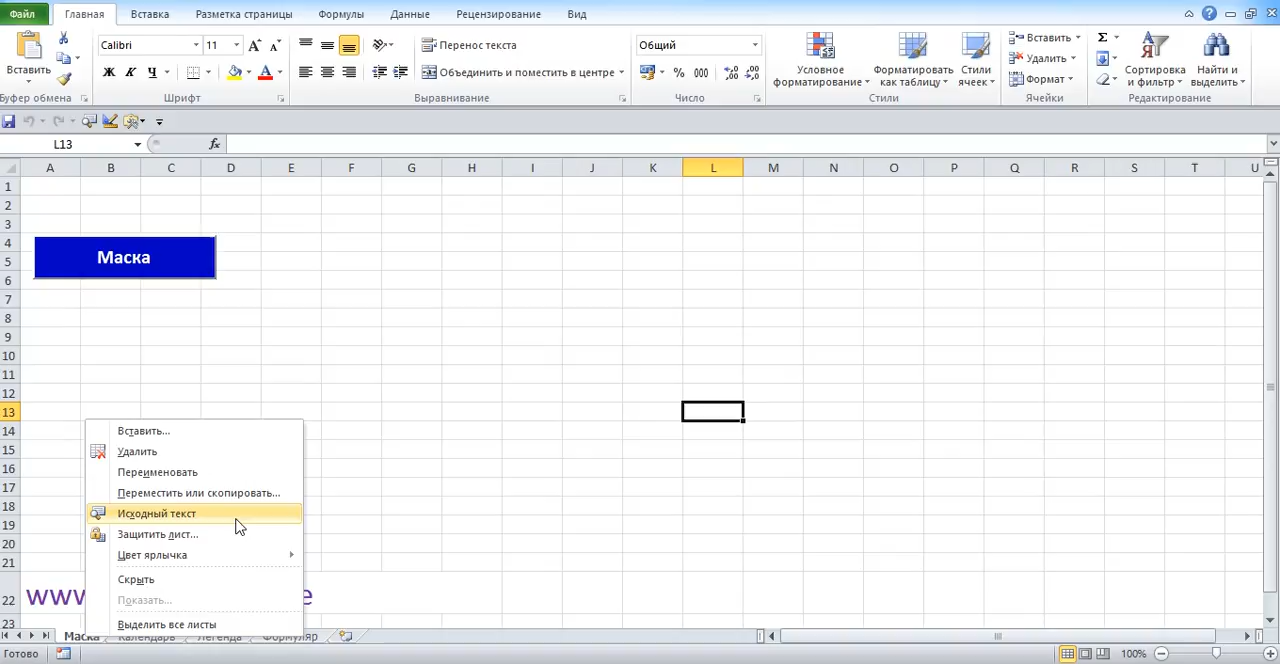 Файл Главная Вставка Разметка страницы Формулы Данные Рецензирование Вид
Calibri 11 Перенос текста Общий Вставить Σ
ставить Ж К Ч Объединить и поместить в центре % 000 Условное форматирование Форматировать как таблицу Стили ячеек Удалить Формат Сортировка и фильтр Найти и выделить
Буфер обмена Шрифт Выравнивание Число Стили Ячейки Редактирование
L13 fx
A B C D E F G H I J K L M N O P Q R S T U
1
2
3
4
Маска
5
6
7
8
9
10
11
12
13
14
Вставить...
15
Удалить
16
Переименовать
17
Переместить или скопировать...
18
Исходный текст
19
Защитить лист...
20
Цвет ярлычка
21
Скрыть
22
Показать...
23
Выделить все листы
Маска Календарь Легенда Формуляр
Готово 100%